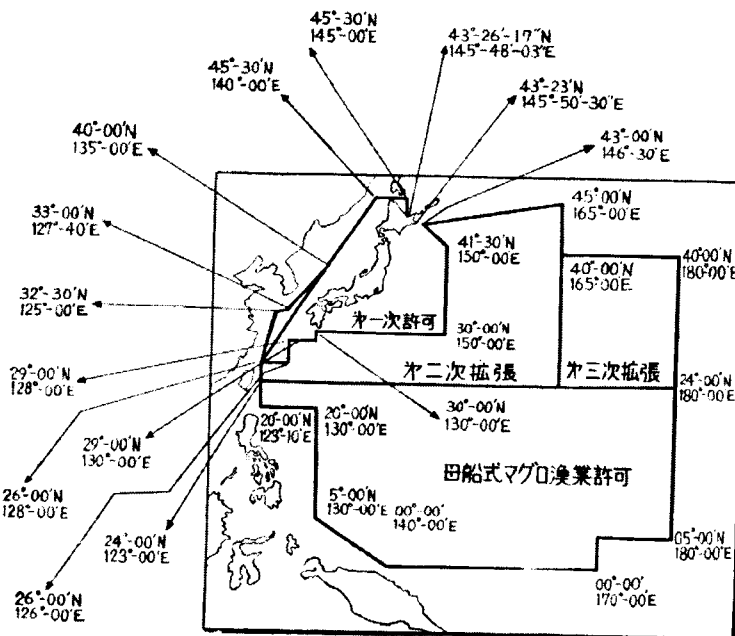 45°-30'N
145°-00'E
43°-26'-17"N
145°-48'-03"E
45°-30'N
140°-00'E
43°-23'N
145°-50'-30"E
40°-00'N
135°-00'E
43°-00'N
146°-30'E
33°-00'N
127°-40'E
45°-00'N
165°-00'E
41°-30'N
150°-00'E
40°-00'N
180°-00'E
40°-00'N
165°-00'E
32°-30'N
125°-00'E
第一次許可
30°-00'N
150°-00'E
29°-00'N
128°-00'E
第二次拡張
第三次拡張
24°-00'N
180°-00'E
29°-00'N
130°-00'E
20°-00'N
123°-10'E
20°-00'N
130°-00'E
30°-00'N
130°-00'E
母船式マグロ漁業許可
26°-00'N
128°-00'E
5°-00'N
130°-00'E
00°-00'
140°-00'E
24°-00'N
123°-00'E
05°-00'N
180°-00'E
26°-00'N
126°-00'E
00°-00'
170°-00'E